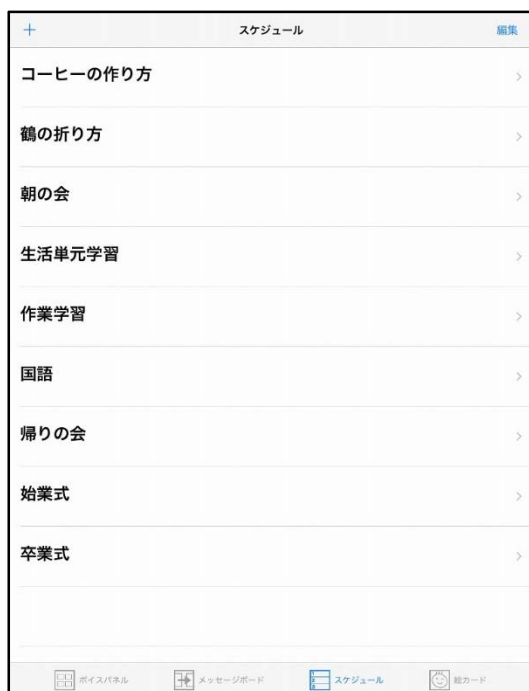 スケジュール
編集
コーヒーの作り方
鶴の折り方
朝の会
生活単元学習
作業学習
国語
帰りの会
始業式
卒業式
ボイスパネル
メッセージボード
スケジュール
絵カード